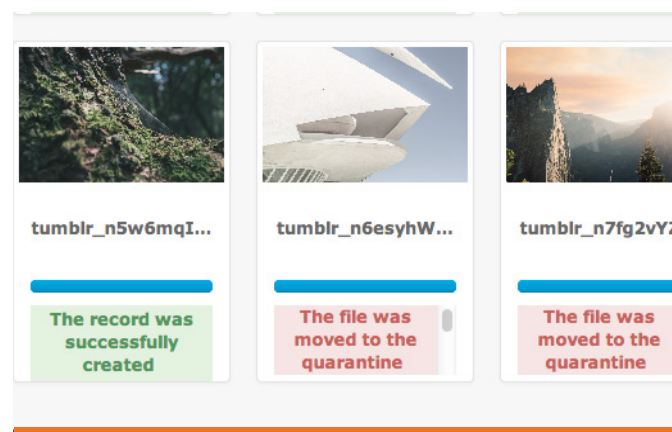 tumblr_n5w6mqI...
tumblr_n6esyhW...
tumblr_n7fg2vYZ
The record was
successfully
created
The file was
moved to the
quarantine
The file was
moved to the
quarantine